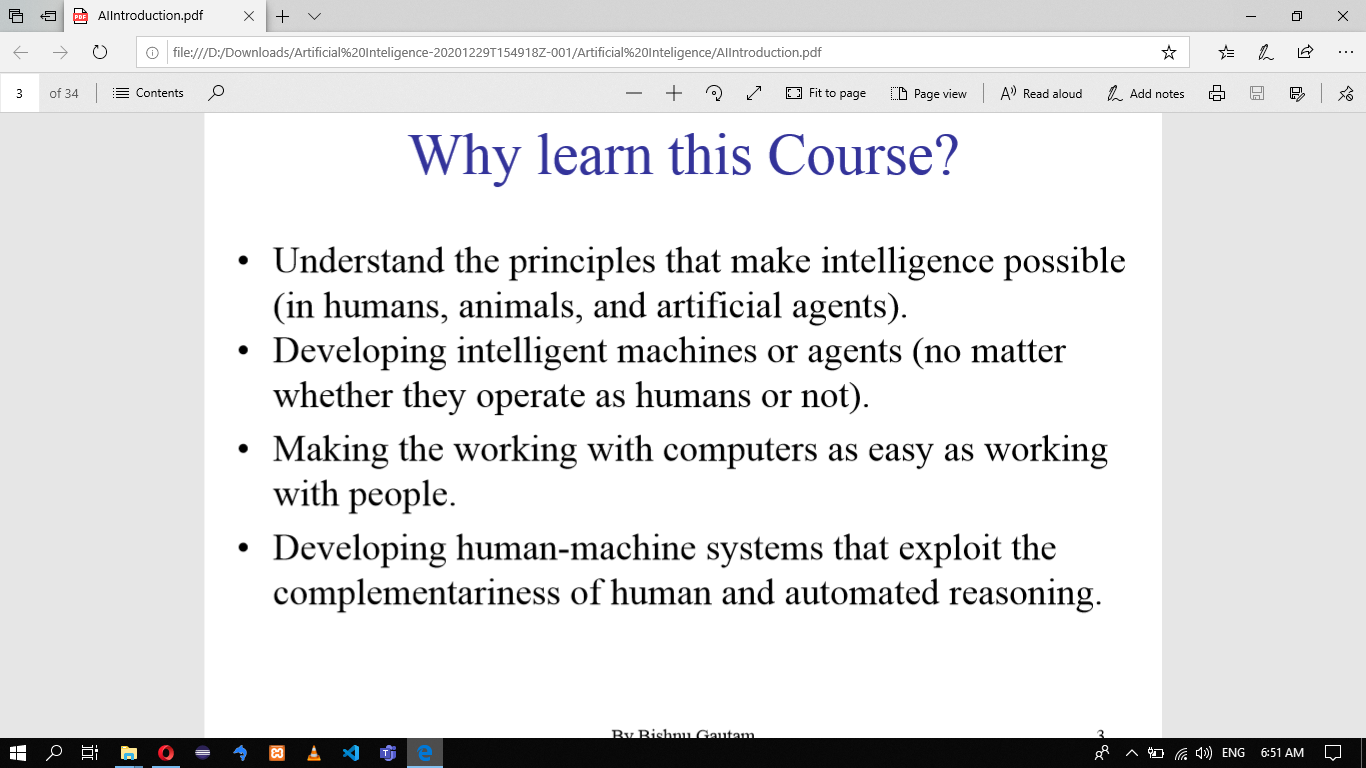 AIIntroduction.pdf
file:///D:/Downloads/Artificial%20Inteligence-20201229T154918Z-001/Artificial%20Inteligence/AIIntroduction.pdf
3 of 34 Contents Fit to page Page view Read aloud Add notes
Why learn this Course?
• Understand the principles that make intelligence possible
(in humans, animals, and artificial agents).
• Developing intelligent machines or agents (no matter
whether they operate as humans or not).
• Making the working with computers as easy as working
with people.
• Developing human-machine systems that exploit the
complementariness of human and automated reasoning.
By Bishnu Gautam 3
ENG 6:51 AM